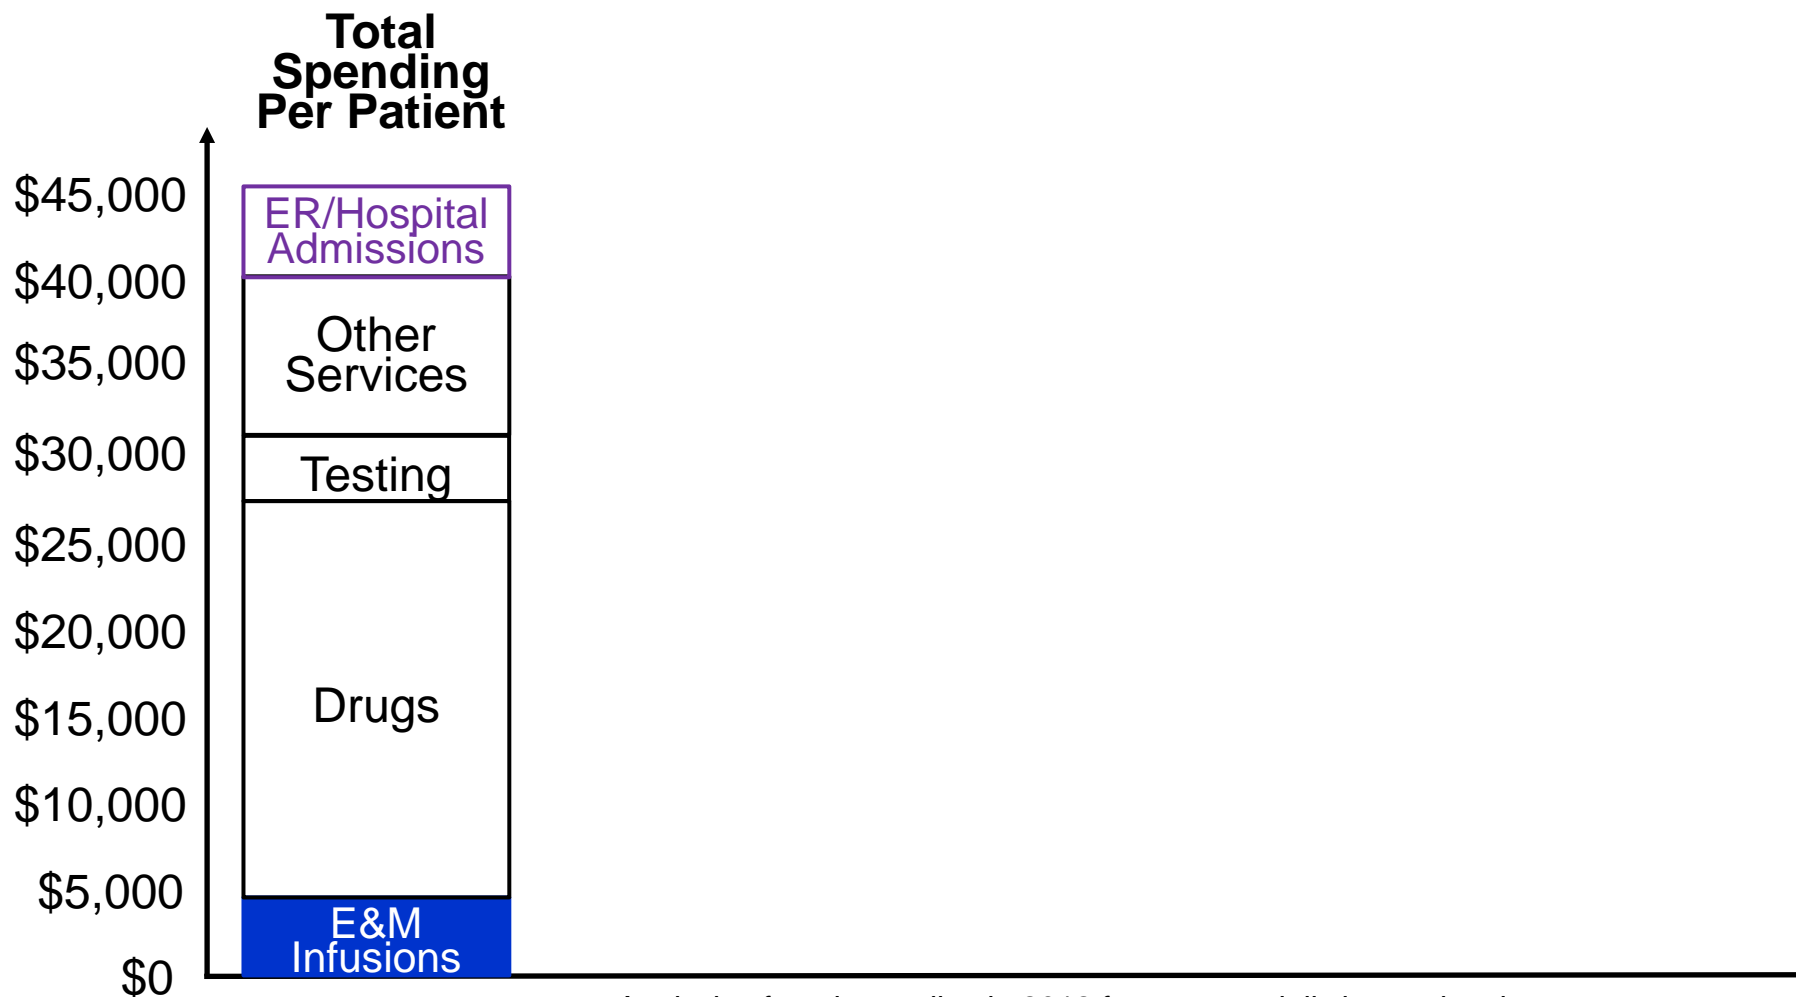 Total
Spending
Per Patient
$45,000
$40,000
$35,000
$30,000
$25,000
$20,000
$15,000
$10,000
$5,000
$0
ER/Hospital
Admissions
Other
Services
Testing
Drugs
E&M
Infusions